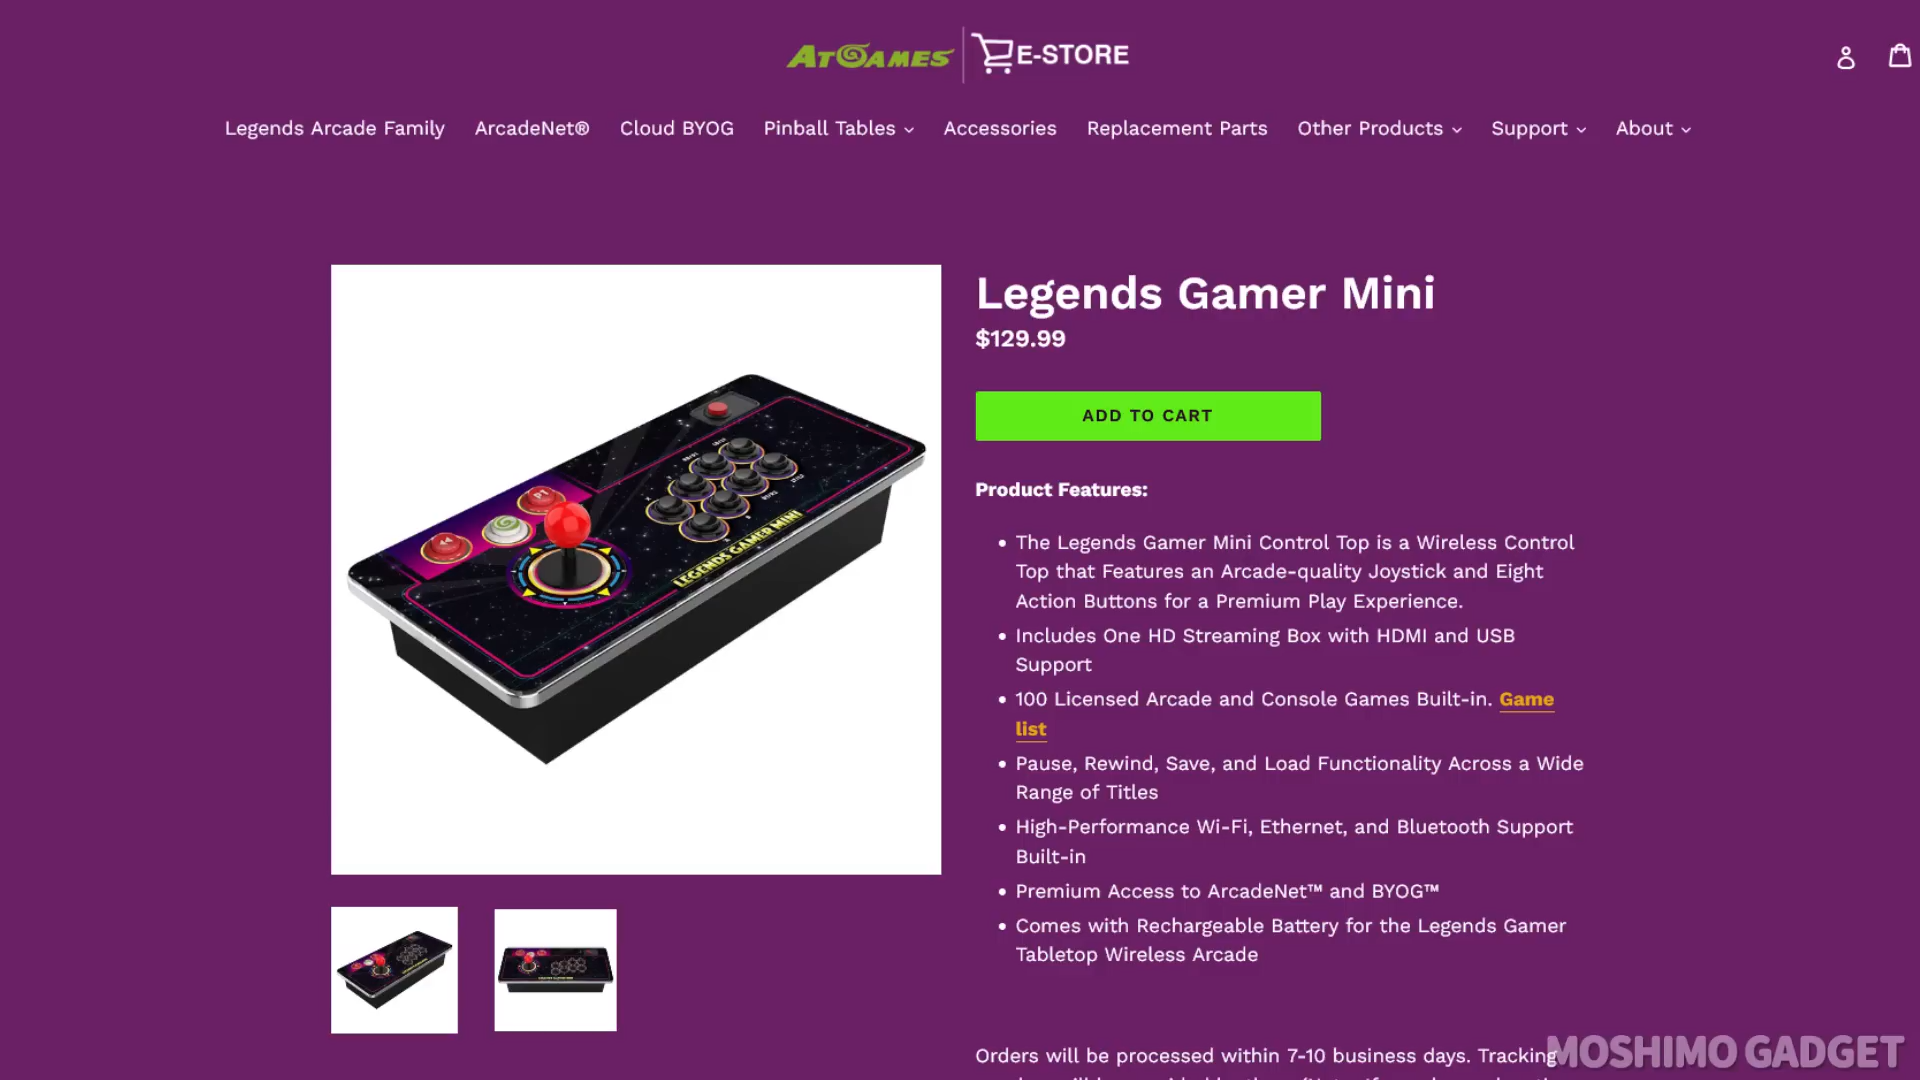 ATGAMES E-STORE
Legends Arcade Family ArcadeNet® Cloud BYOG Pinball Tables Accessories Replacement Parts Other Products Support About
Legends Gamer Mini
$129.99
ADD TO CART
Product Features:
The Legends Gamer Mini Control Top is a Wireless Control
Top that Features an Arcade-quality Joystick and Eight
Action Buttons for a Premium Play Experience.
Includes One HD Streaming Box with HDMI and USB
Support
100 Licensed Arcade and Console Games Built-in. Game
list
Pause, Rewind, Save, and Load Functionality Across a Wide
Range of Titles
High-Performance Wi-Fi, Ethernet, and Bluetooth Support
Built-in
Premium Access to ArcadeNet™ and BYOG™
Comes with Rechargeable Battery for the Legends Gamer
Tabletop Wireless Arcade
Orders will be processed within 7-10 business days. Tracking
LEGENDS GAMER MINI
MOSHIMO GADGET